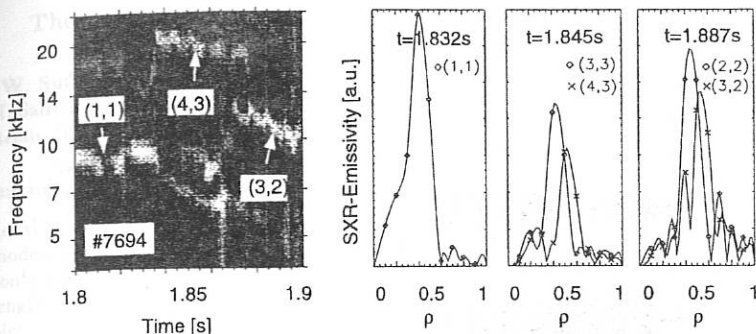 Frequency [kHz]
20
14
10
7
5
(1,1)
(4,3)
(3,2)
#7694
1.8
1.85
1.9
Time [s]
SXR-Emissivity [a.u.]
t=1.832s
(1,1)
0
0.5
1
ρ
t=1.845s
(3,3)
(4,3)
0
0.5
1
ρ
t=1.887s
(2,2)
(3,2)
0
0.5
1
ρ